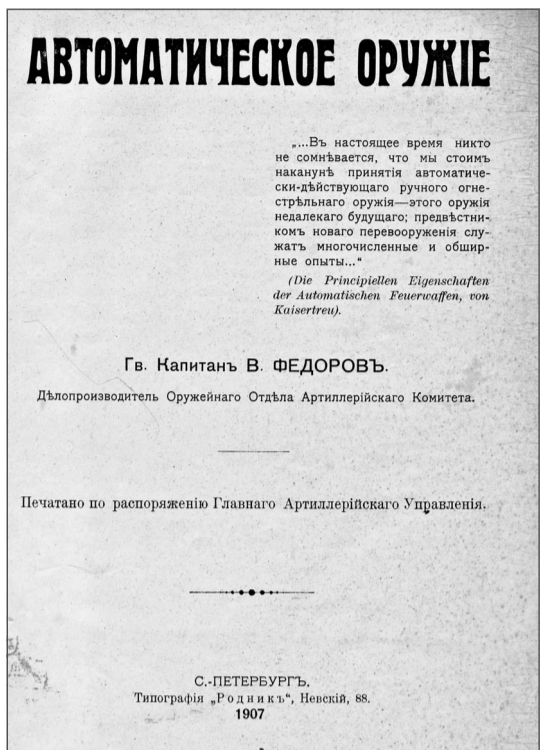 АВТОМАТИЧЕСКОЕ ОРУЖІЕ
„...Въ настоящее время никто
не сомнѣвается, что мы стоимъ
наканунѣ принятія автоматиче-
ски-дѣйствующаго ручного огне-
стрѣльнаго оружія—этого оружія
недалекаго будущаго; предвѣстни-
комъ новаго перевооруженія слу-
жатъ многочисленные и обшир-
ные опыты...“
(Die Principiellen Eigenschaften
der Automatischen Feuerwaffen, von
Kaisertreu).
Гв. Капитанъ В. ФЕДОРОВЪ.
Дѣлопроизводитель Оружейнаго Отдѣла Артиллерійскаго Комитета.
Печатано по распоряженію Главнаго Артиллерійскаго Управленія.
С.-ПЕТЕРБУРГЪ.
Типографія „Родникъ“, Невскій, 88.
1907